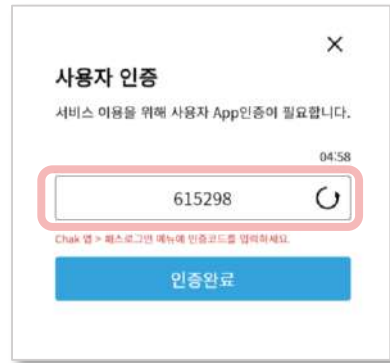 사용자 인증
서비스 이용을 위해 사용자 App인증이 필요합니다.
04:58
615298
Chak 앱 > 패스로그인 메뉴에 인증코드를 입력하세요.
인증완료